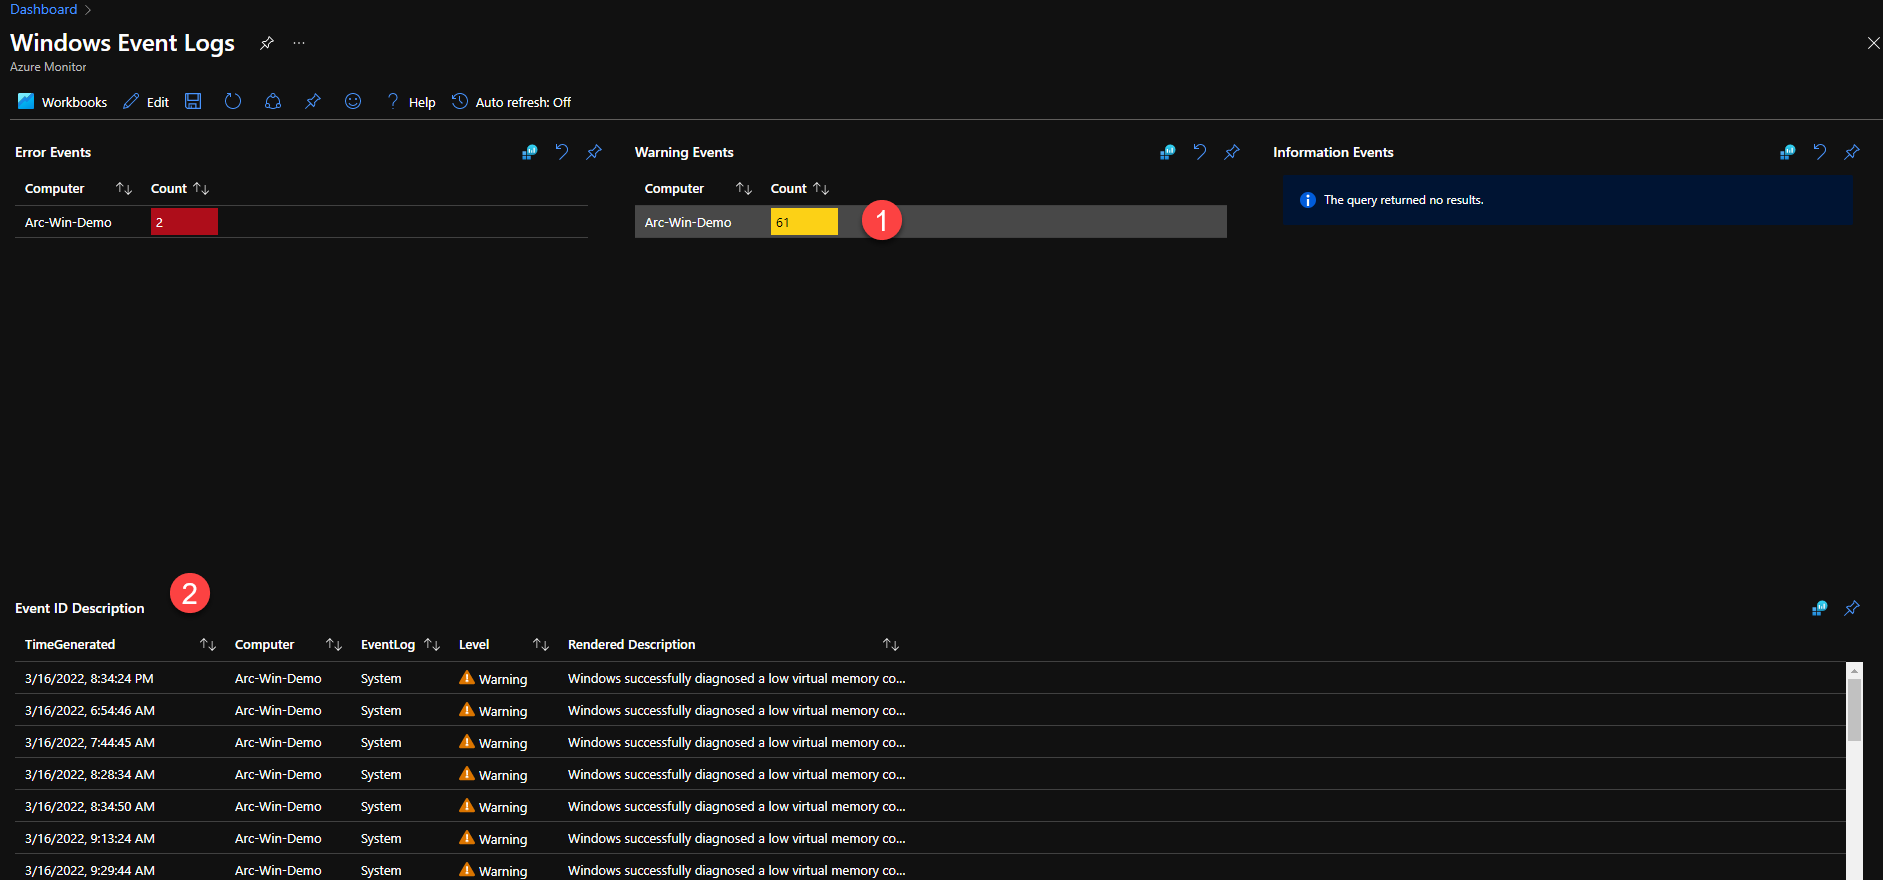 Dashboard >
Windows Event Logs ...
Azure Monitor
Workbooks Edit ? Help Auto refresh: Off
Error Events
Computer Count
Arc-Win-Demo 2
Warning Events
Computer Count
Arc-Win-Demo 61 1
Information Events
The query returned no results.
2
Event ID Description
TimeGenerated Computer EventLog Level Rendered Description
3/16/2022, 8:34:24 PM Arc-Win-Demo System Warning Windows successfully diagnosed a low virtual memory co...
3/16/2022, 6:54:46 AM Arc-Win-Demo System Warning Windows successfully diagnosed a low virtual memory co...
3/16/2022, 7:44:45 AM Arc-Win-Demo System Warning Windows successfully diagnosed a low virtual memory co...
3/16/2022, 8:28:34 AM Arc-Win-Demo System Warning Windows successfully diagnosed a low virtual memory co...
3/16/2022, 8:34:50 AM Arc-Win-Demo System Warning Windows successfully diagnosed a low virtual memory co...
3/16/2022, 9:13:24 AM Arc-Win-Demo System Warning Windows successfully diagnosed a low virtual memory co...
3/16/2022, 9:29:44 AM Arc-Win-Demo System Warning Windows successfully diagnosed a low virtual memory co...